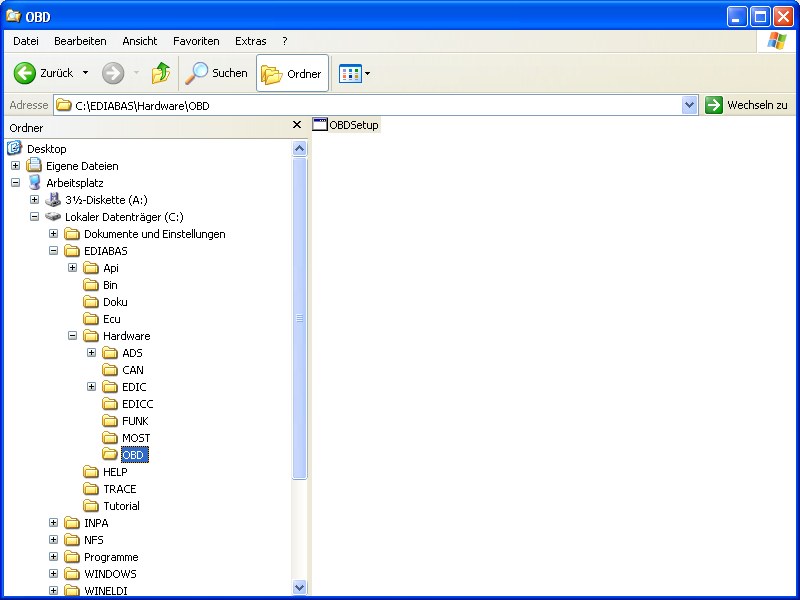 OBD
Datei Bearbeiten Ansicht Favoriten Extras ?
Zurück Suchen Ordner
Adresse C:\EDIABAS\Hardware\OBD Wechseln zu
Ordner
OBDSetup
Desktop
Eigene Dateien
Arbeitsplatz
3½-Diskette (A:)
Lokaler Datenträger (C:)
Dokumente und Einstellungen
EDIABAS
Api
Bin
Doku
Ecu
Hardware
ADS
CAN
EDIC
EDICC
FUNK
MOST
OBD
HELP
TRACE
Tutorial
INPA
NFS
Programme
WINDOWS
WINELDI